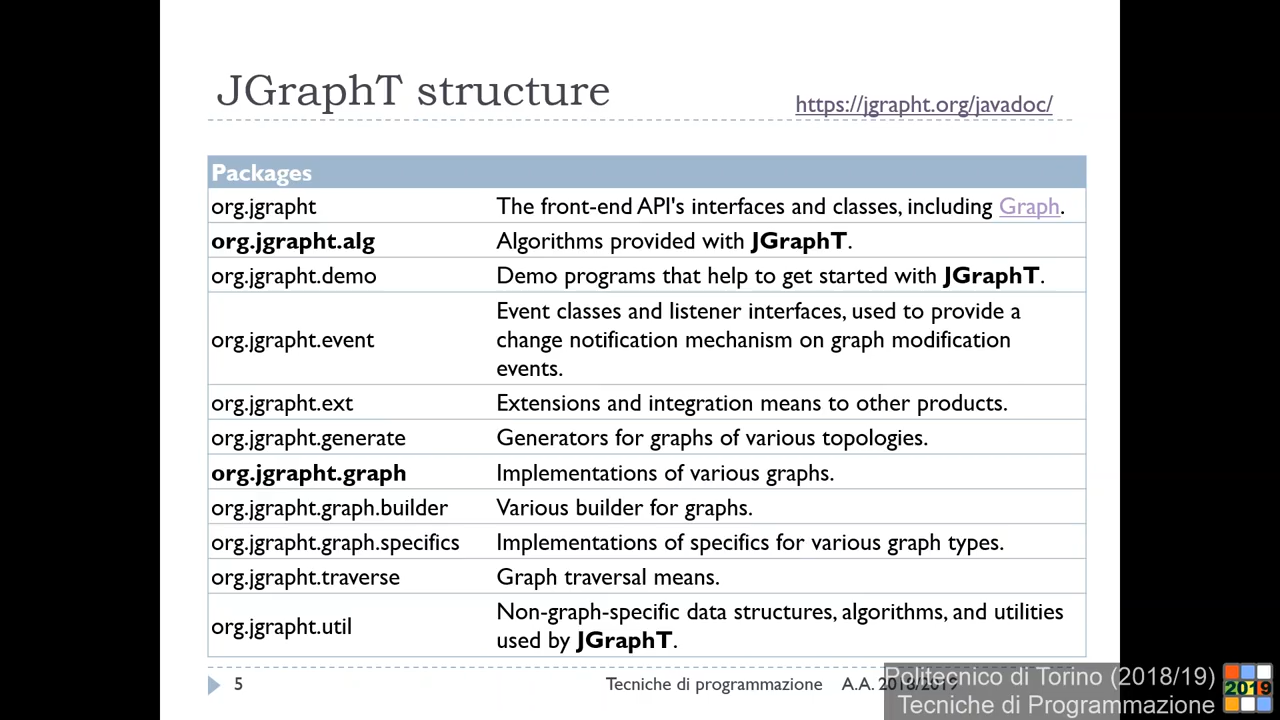 JGraphT structure
https://jgrapht.org/javadoc/
Packages
org.jgrapht The front-end API's interfaces and classes, including Graph.
org.jgrapht.alg Algorithms provided with JGraphT.
org.jgrapht.demo Demo programs that help to get started with JGraphT.
org.jgrapht.event Event classes and listener interfaces, used to provide a
change notification mechanism on graph modification
events.
org.jgrapht.ext Extensions and integration means to other products.
org.jgrapht.generate Generators for graphs of various topologies.
org.jgrapht.graph Implementations of various graphs.
org.jgrapht.graph.builder Various builder for graphs.
org.jgrapht.graph.specifics Implementations of specifics for various graph types.
org.jgrapht.traverse Graph traversal means.
org.jgrapht.util Non-graph-specific data structures, algorithms, and utilities
used by JGraphT.
5 Tecniche di programmazione A.A. 2018/2019
Politecnico di Torino (2018/19)
Tecniche di Programmazione
2019